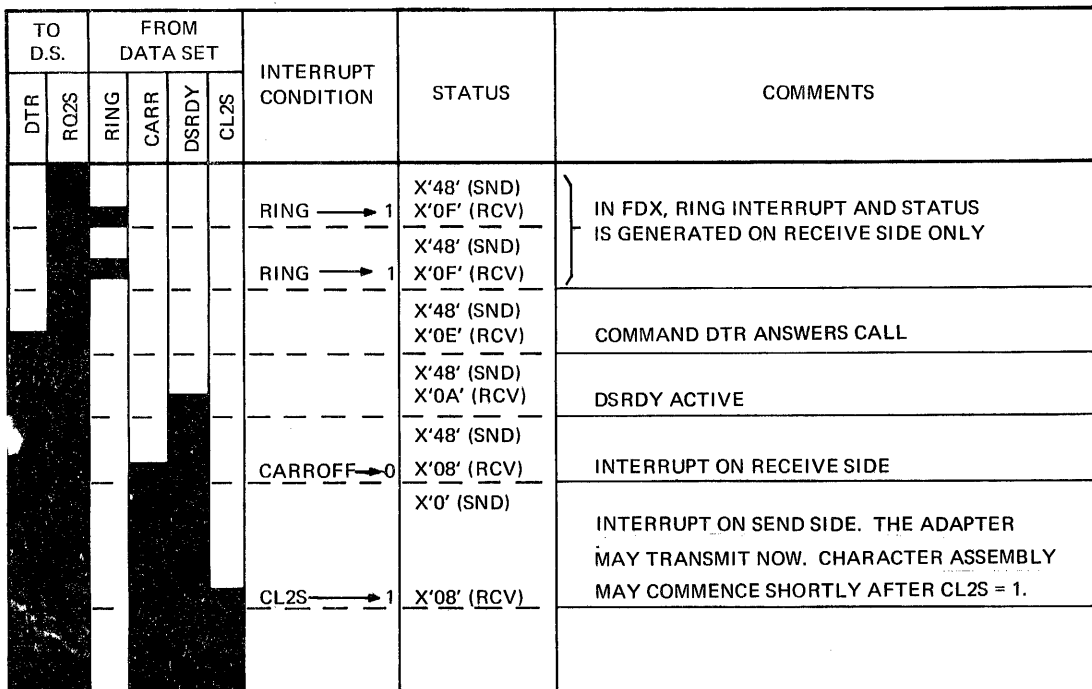 TO D.S.
FROM DATA SET
DTR
RQ2S
RING
CARR
DSRDY
CL2S
INTERRUPT CONDITION
STATUS
COMMENTS
X'48' (SND)
RING → 1 X'0F' (RCV)
X'48' (SND)
RING → 1 X'0F' (RCV)
IN FDX, RING INTERRUPT AND STATUS
IS GENERATED ON RECEIVE SIDE ONLY
X'48' (SND)
X'0E' (RCV) COMMAND DTR ANSWERS CALL
X'48' (SND)
X'0A' (RCV) DSRDY ACTIVE
X'48' (SND)
CARROFF→0 X'08' (RCV) INTERRUPT ON RECEIVE SIDE
X'0' (SND)
INTERRUPT ON SEND SIDE. THE ADAPTER
MAY TRANSMIT NOW. CHARACTER ASSEMBLY
MAY COMMENCE SHORTLY AFTER CL2S = 1.
CL2S → 1 X'08' (RCV)